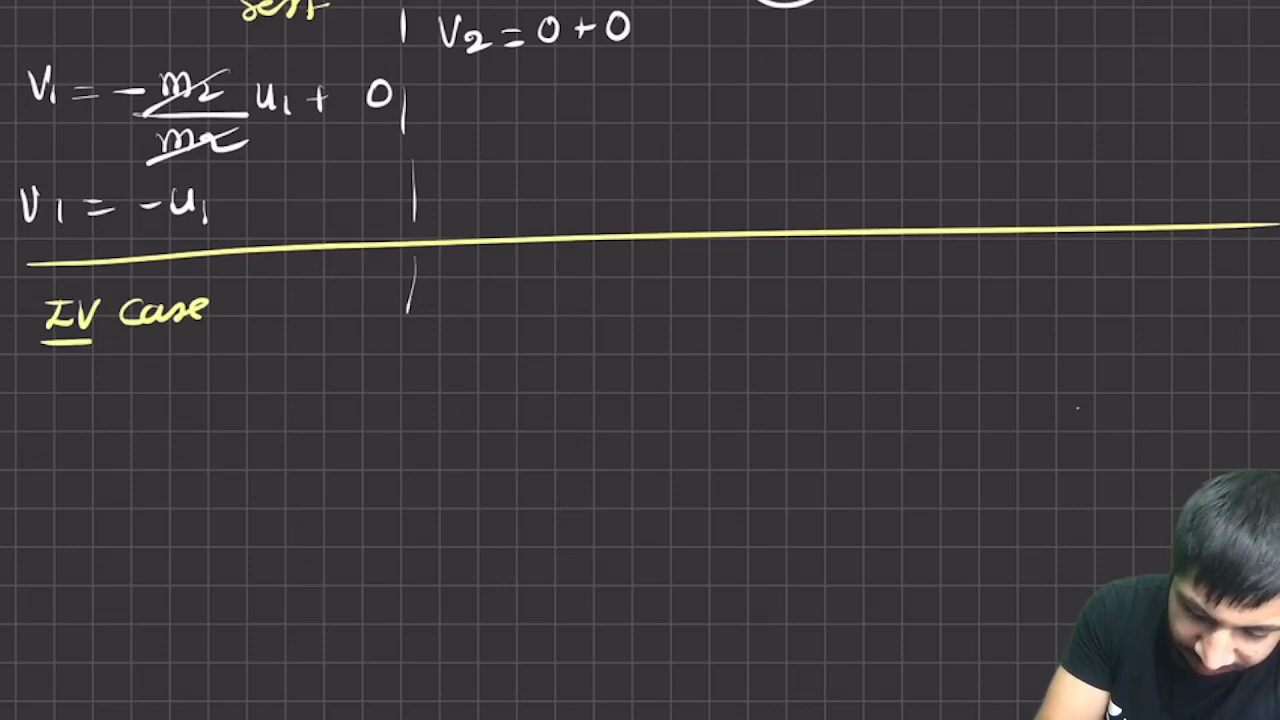 V₂ = 0 + 0
V₁ = - m₂/m₂ u₁ + 0
V₁ = - u₁
IV Case